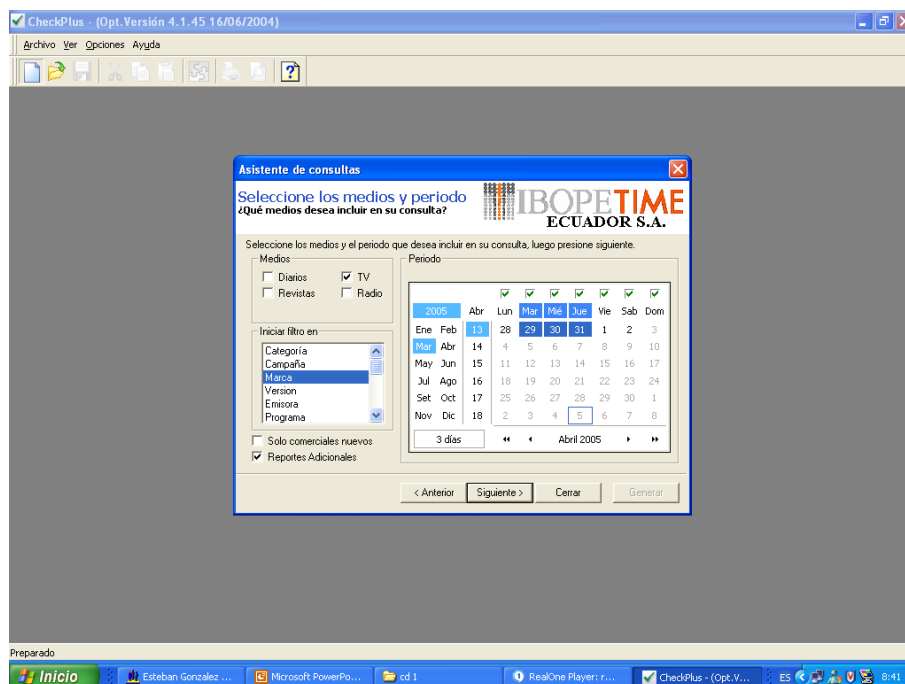 CheckPlus - (Opt.Versión 4.1.45 16/06/2004)
Archivo Ver Opciones Ayuda
Asistente de consultas
Seleccione los medios y periodo
¿Qué medios desea incluir en su consulta?
IBOPETIME
ECUADOR S.A.
Seleccione los medios y el periodo que desea incluir en su consulta, luego presione siguiente.
Medios
Diarios TV
Revistas Radio
Iniciar filtro en
Categoría
Campaña
Marca
Version
Emisora
Programa
Solo comerciales nuevos
Reportes Adicionales
Periodo
2005 Abr Lun Mar Mié Jue Vie Sab Dom
Ene Feb 13 28 29 30 31 1 2 3
Mar Abr 14 4 5 6 7 8 9 10
May Jun 15 11 12 13 14 15 16 17
Jul Ago 16 18 19 20 21 22 23 24
Set Oct 17 25 26 27 28 29 30 1
Nov Dic 18 2 3 4 5 6 7 8
3 días Abril 2005
< Anterior Siguiente > Cerrar Generar
Preparado
Inicio Esteban Gonzalez ... Microsoft PowerPo... cd 1 RealOne Player: r... CheckPlus - (Opt.V... ES 8:41